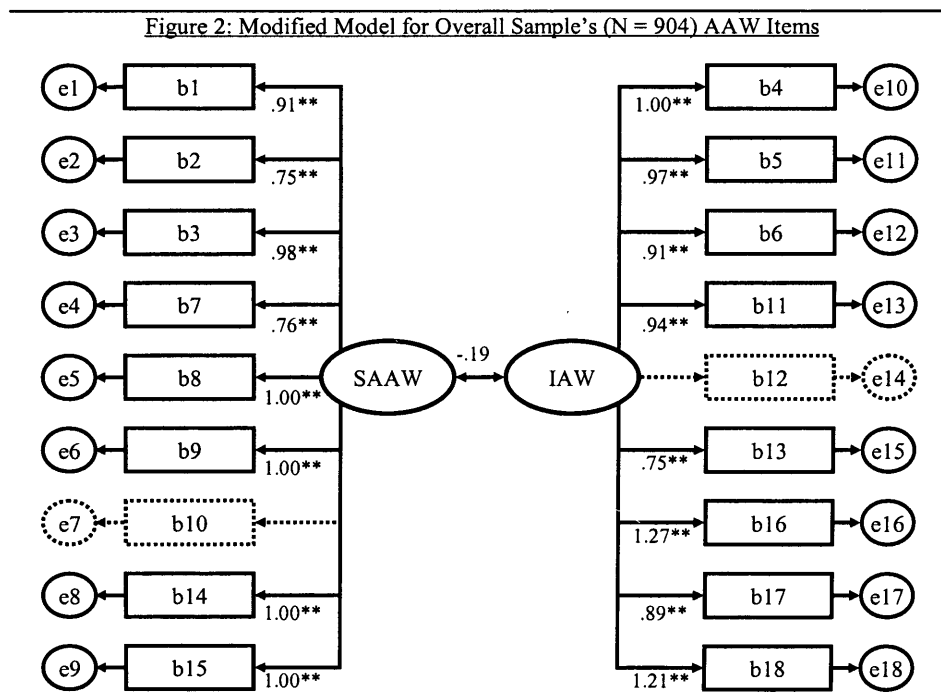 Figure 2: Modified Model for Overall Sample's (N = 904) AAW Items
e1 b1 .91** 1.00** b4 e10
e2 b2 .75** .97** b5 e11
e3 b3 .98** .91** b6 e12
e4 b7 .76** .94** b11 e13
e5 b8 1.00** SAAW -.19 IAW b12 e14
e6 b9 1.00** .75** b13 e15
e7 b10 1.27** b16 e16
e8 b14 1.00** .89** b17 e17
e9 b15 1.00** 1.21** b18 e18